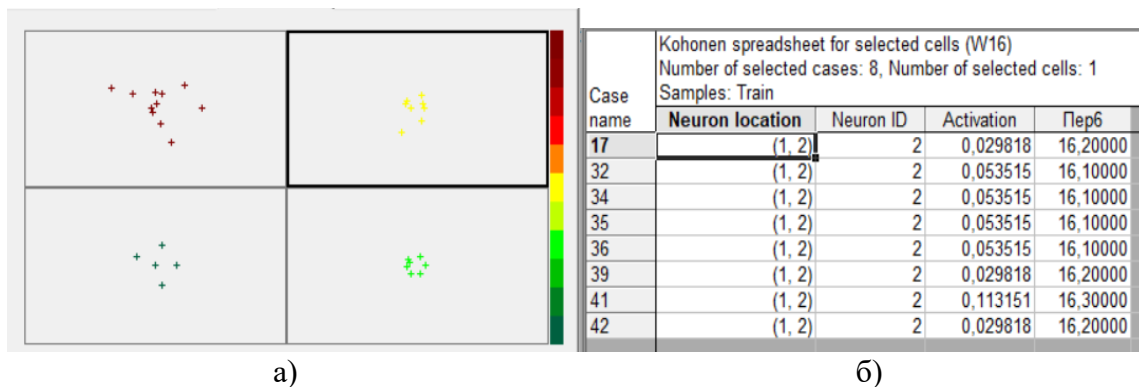 Kohonen spreadsheet for selected cells (W16)
Number of selected cases: 8, Number of selected cells: 1
Samples: Train
Case name Neuron location Neuron ID Activation Пер6
17 (1, 2) 2 0,029818 16,20000
32 (1, 2) 2 0,053515 16,10000
34 (1, 2) 2 0,053515 16,10000
35 (1, 2) 2 0,053515 16,10000
36 (1, 2) 2 0,053515 16,10000
39 (1, 2) 2 0,029818 16,20000
41 (1, 2) 2 0,113151 16,30000
42 (1, 2) 2 0,029818 16,20000
а) б)